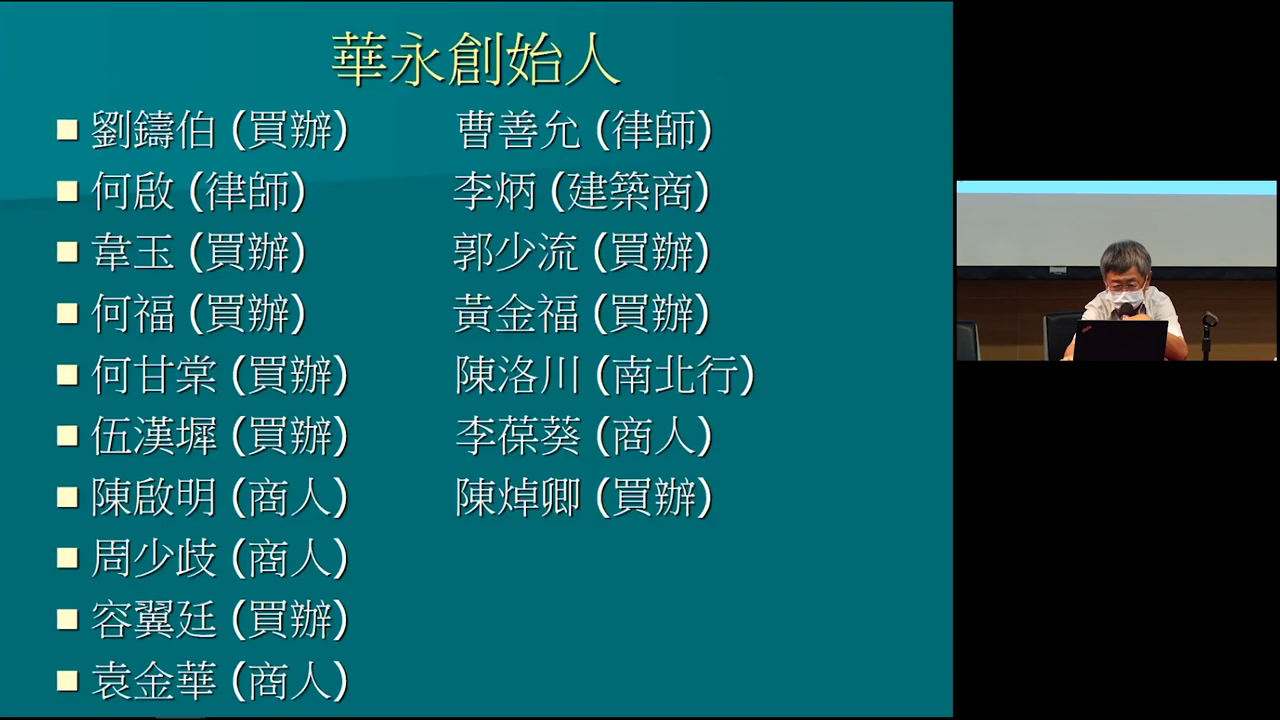 華永創始人
劉鑄伯 (買辦) 曹善允 (律師)
何啟 (律師) 李炳 (建築商)
韋玉 (買辦) 郭少流 (買辦)
何福 (買辦) 黃金福 (買辦)
何甘棠 (買辦) 陳洛川 (南北行)
伍漢墀 (買辦) 李葆葵 (商人)
陳啟明 (商人) 陳焯卿 (買辦)
周少歧 (商人)
容翼廷 (買辦)
袁金華 (商人)